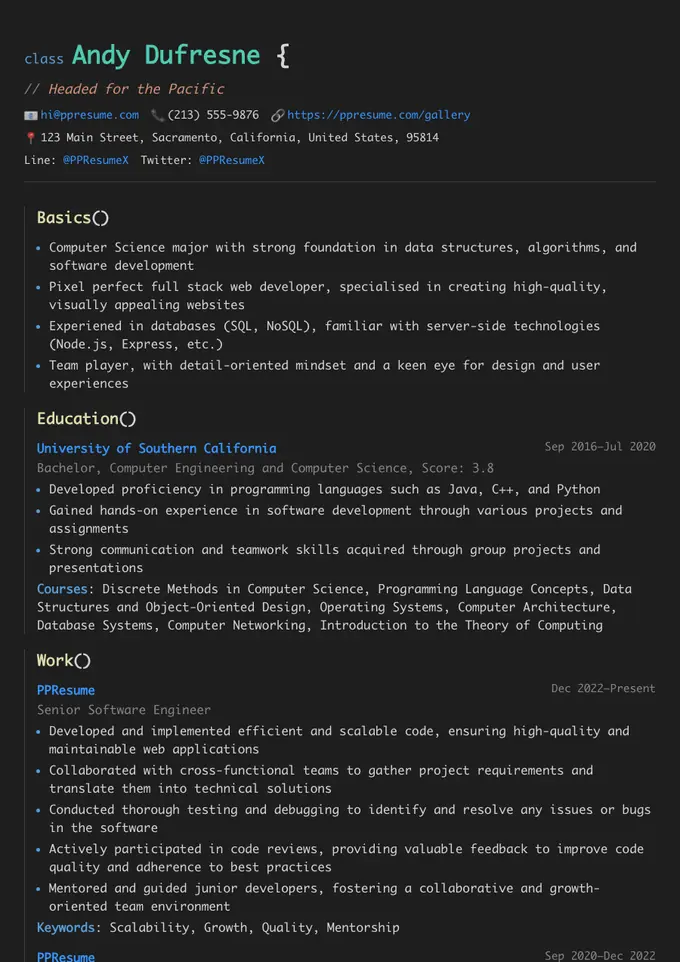 class Andy Dufresne {
// Headed for the Pacific
hi@ppresume.com (213) 555-9876 https://ppresume.com/gallery
123 Main Street, Sacramento, California, United States, 95814
Line: @PPResumeX Twitter: @PPResumeX
Basics()
• Computer Science major with strong foundation in data structures, algorithms, and
software development
• Pixel perfect full stack web developer, specialised in creating high-quality,
visually appealing websites
• Experiened in databases (SQL, NoSQL), familiar with server-side technologies
(Node.js, Express, etc.)
• Team player, with detail-oriented mindset and a keen eye for design and user
experiences
Education()
University of Southern California Sep 2016–Jul 2020
Bachelor, Computer Engineering and Computer Science, Score: 3.8
• Developed proficiency in programming languages such as Java, C++, and Python
• Gained hands-on experience in software development through various projects and
assignments
• Strong communication and teamwork skills acquired through group projects and
presentations
Courses: Discrete Methods in Computer Science, Programming Language Concepts, Data
Structures and Object-Oriented Design, Operating Systems, Computer Architecture,
Database Systems, Computer Networking, Introduction to the Theory of Computing
Work()
PPResume Dec 2022–Present
Senior Software Engineer
• Developed and implemented efficient and scalable code, ensuring high-quality and
maintainable web applications
• Collaborated with cross-functional teams to gather project requirements and
translate them into technical solutions
• Conducted thorough testing and debugging to identify and resolve any issues or bugs
in the software
• Actively participated in code reviews, providing valuable feedback to improve code
quality and adherence to best practices
• Mentored and guided junior developers, fostering a collaborative and growth-
oriented team environment
Keywords: Scalability, Growth, Quality, Mentorship
PPResume Sep 2020–Dec 2022